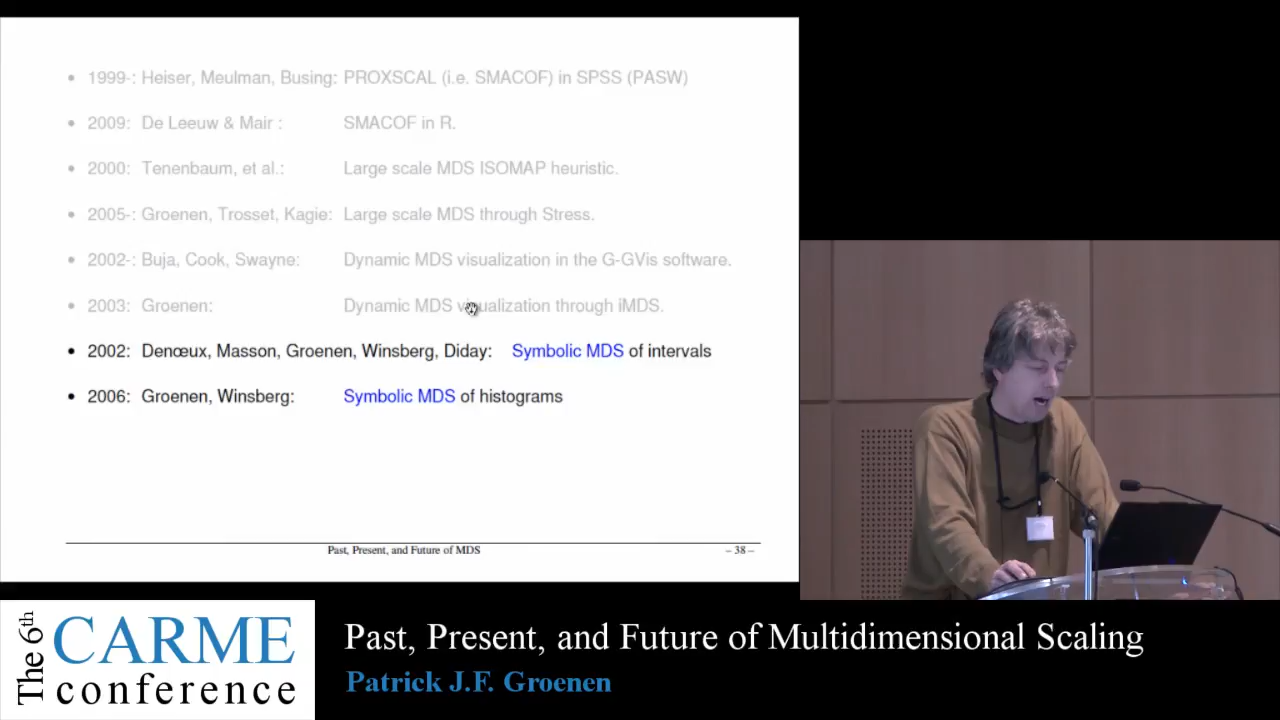 • 1999-: Heiser, Meulman, Busing: PROXSCAL (i.e. SMACOF) in SPSS (PASW)
• 2009: De Leeuw & Mair : SMACOF in R.
• 2000: Tenenbaum, et al.: Large scale MDS ISOMAP heuristic.
• 2005-: Groenen, Trosset, Kagie: Large scale MDS through Stress.
• 2002-: Buja, Cook, Swayne: Dynamic MDS visualization in the G-GVis software.
• 2003: Groenen: Dynamic MDS visualization through iMDS.
• 2002: Denœux, Masson, Groenen, Winsberg, Diday: Symbolic MDS of intervals
• 2006: Groenen, Winsberg: Symbolic MDS of histograms
Past, Present, and Future of MDS – 38 –
The 6th
CARME
conference
Past, Present, and Future of Multidimensional Scaling
Patrick J.F. Groenen